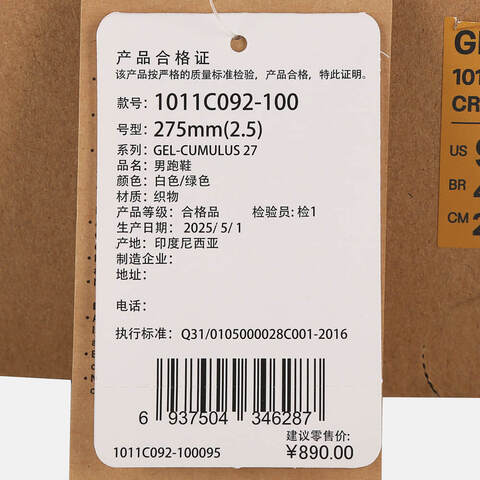 产品合格证
该产品按严格的质量标准检验，产品合格，特此证明。
款号：1011C092-100
号型：275mm(2.5)
系列：GEL-CUMULUS 27
品名：男跑鞋
颜色：白色/绿色
材质：织物
产品等级：合格品 检验员：检1
生产日期： 2025/ 5/ 1
产地：印度尼西亚
制造企业：
地址：
电话：
执行标准：Q31/0105000028C001-2016
6 937504 346287
建议零售价：
1011C092-100095 ￥890.00
GE
101
CR
US 9
BR
CM 2